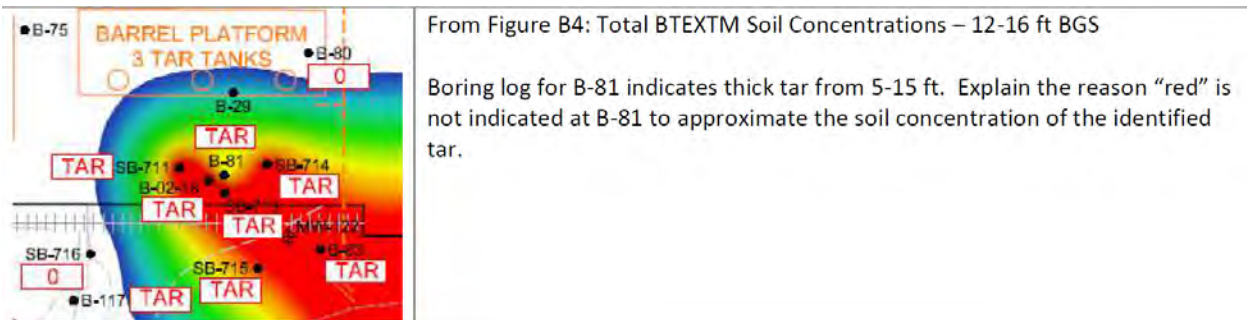 B-75
BARREL PLATFORM
3 TAR TANKS
B-80
0
B-29
TAR
TAR
SB-711
B-81
SB-714
TAR
B-02-18
TAR
TAR
SB-716
0
B-83
TAR
SB-715
TAR
B-117
TAR
From Figure B4: Total BTEXTM Soil Concentrations – 12-16 ft BGS
Boring log for B-81 indicates thick tar from 5-15 ft. Explain the reason “red” is
not indicated at B-81 to approximate the soil concentration of the identified
tar.